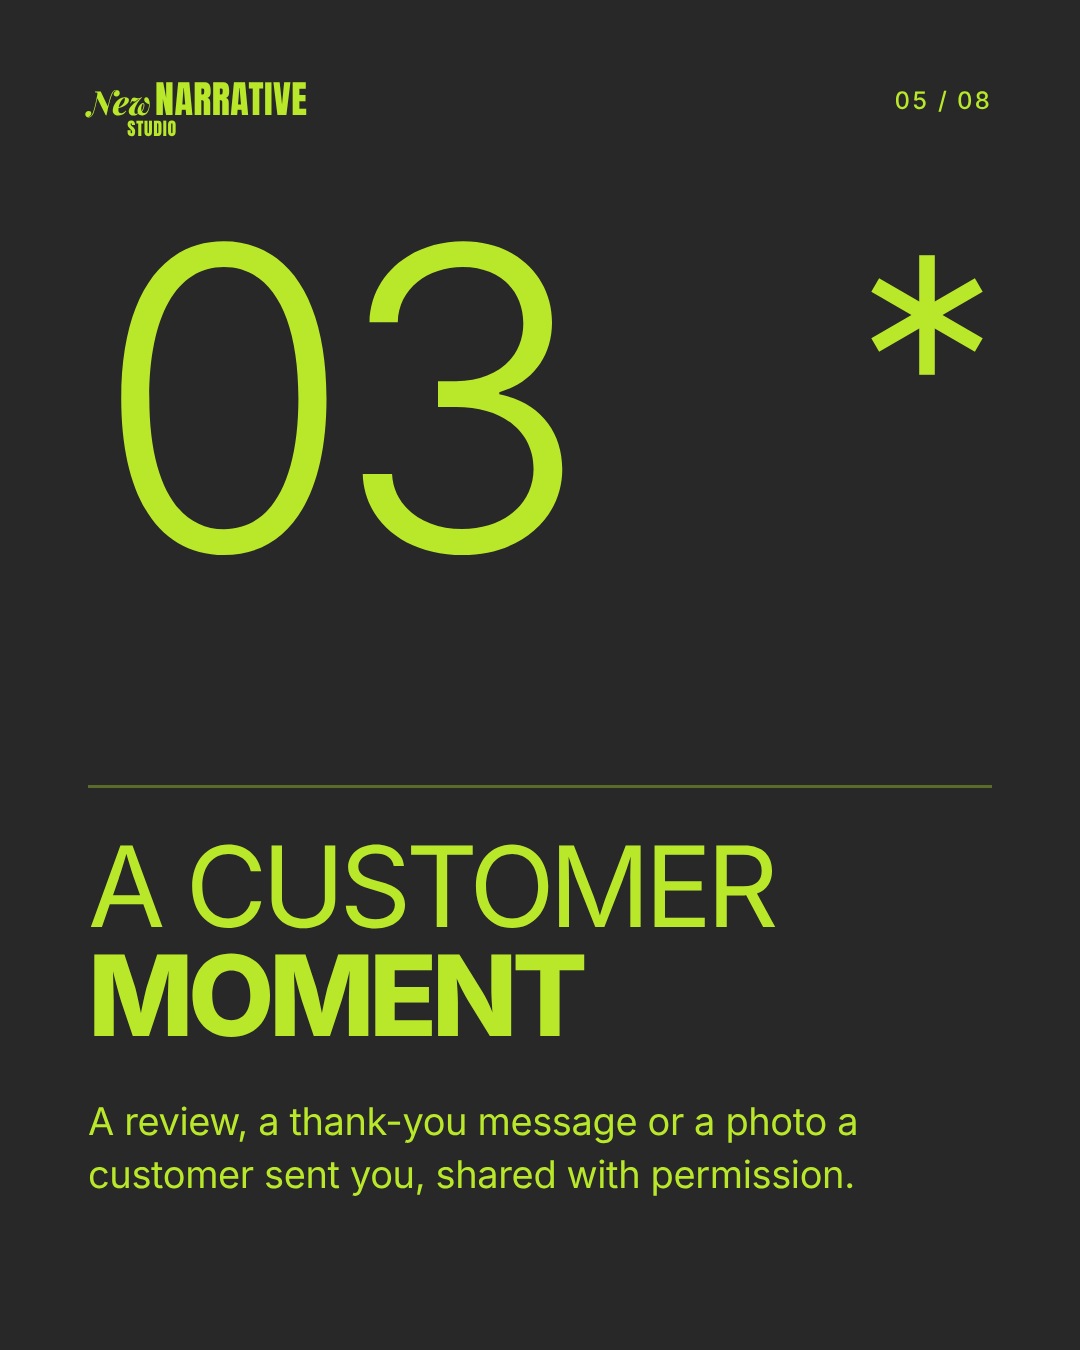 New NARRATIVE
STUDIO
05 / 08
03
*
A CUSTOMER
MOMENT
A review, a thank-you message or a photo a
customer sent you, shared with permission.